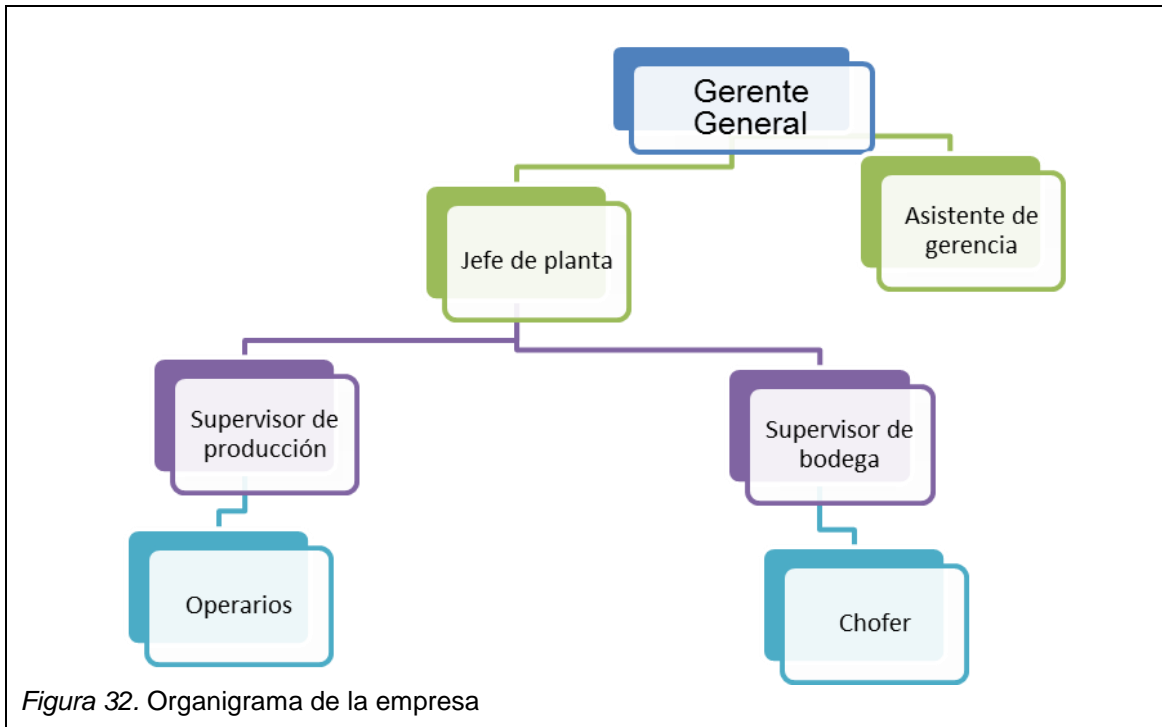 Gerente
General
Asistente de
gerencia
Jefe de planta
Supervisor de
producción
Supervisor de
bodega
Operarios
Chofer
Figura 32. Organigrama de la empresa